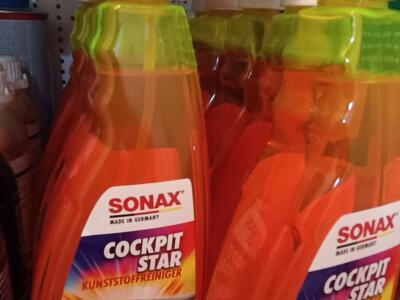 SONAX®
MADE IN GERMANY
COCKPIT
STAR
KUNSTSTOFFREINIGER
SONAX®
MADE IN GERMANY
COCKPIT
STAR